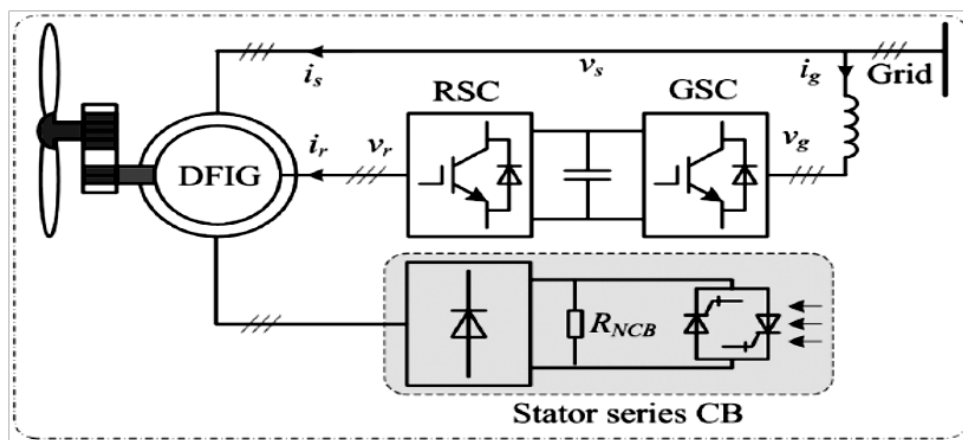 i_s
v_s
i_g
Grid
RSC
GSC
i_r
v_r
v_g
DFIG
R_NCB
Stator series CB